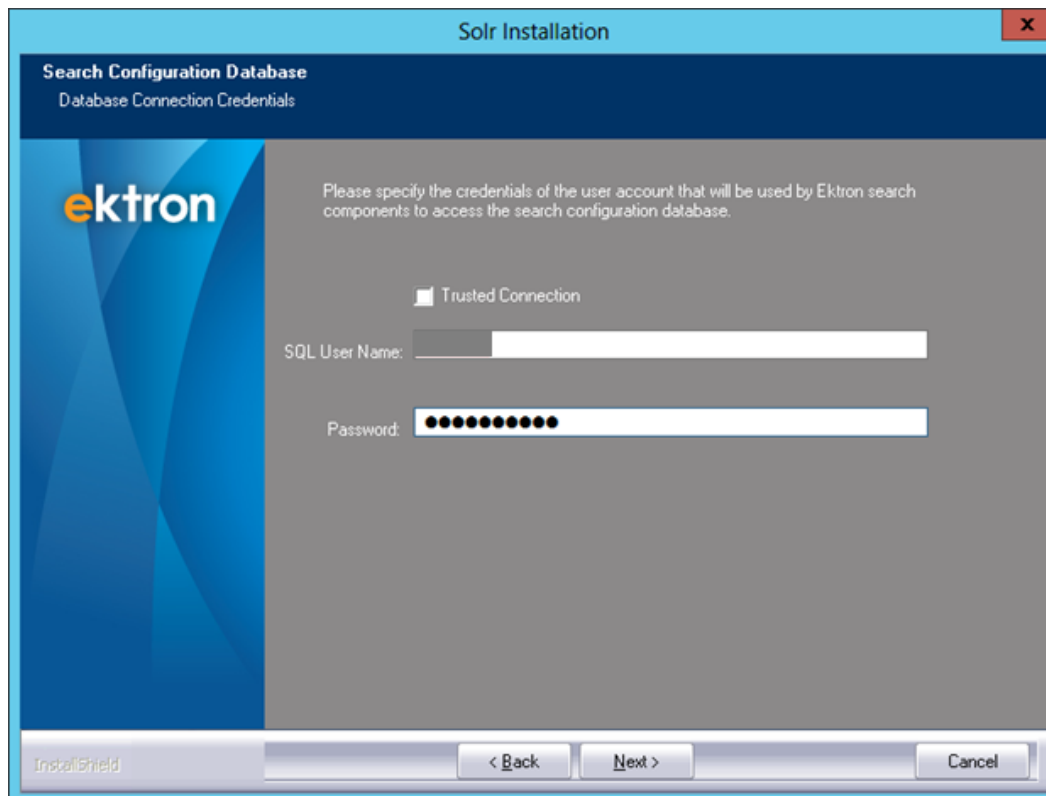 Solr Installation
x
Search Configuration Database
Database Connection Credentials
ektron
Please specify the credentials of the user account that will be used by Ektron search
components to access the search configuration database.
Trusted Connection
SQL User Name:
Password: ●●●●●●●●●●
InstallShield
< Back
Next >
Cancel